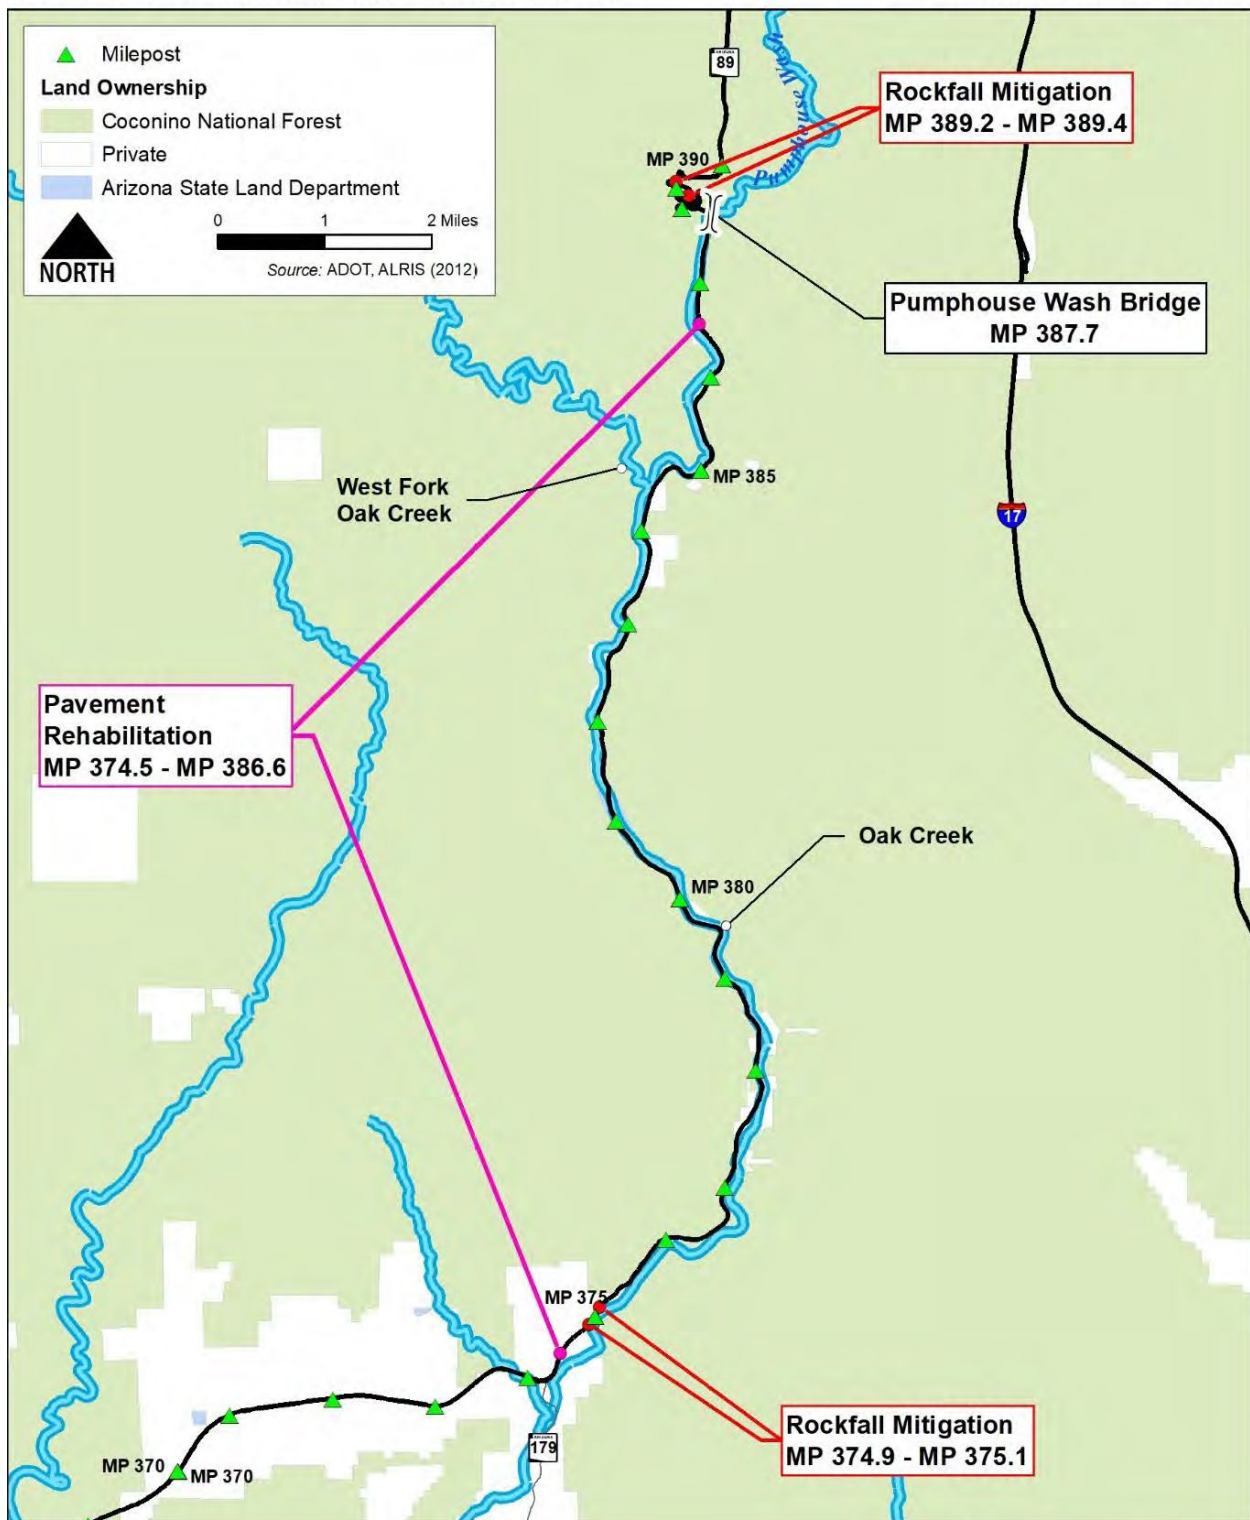 Milepost
Land Ownership
Coconino National Forest
Private
Arizona State Land Department
0 1 2 Miles
NORTH
Source: ADOT, ALRIS (2012)
89
Pumphouse Wash
Rockfall Mitigation
MP 389.2 - MP 389.4
MP 390
Pumphouse Wash Bridge
MP 387.7
West Fork
Oak Creek
MP 385
17
Pavement
Rehabilitation
MP 374.5 - MP 386.6
Oak Creek
MP 380
MP 375
Rockfall Mitigation
MP 374.9 - MP 375.1
179
MP 370
MP 370